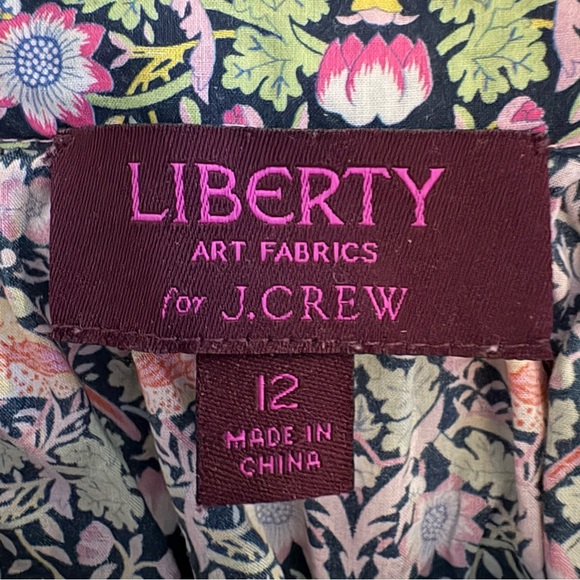 LIBERTY
ART FABRICS
for J.CREW
12
MADE IN
CHINA